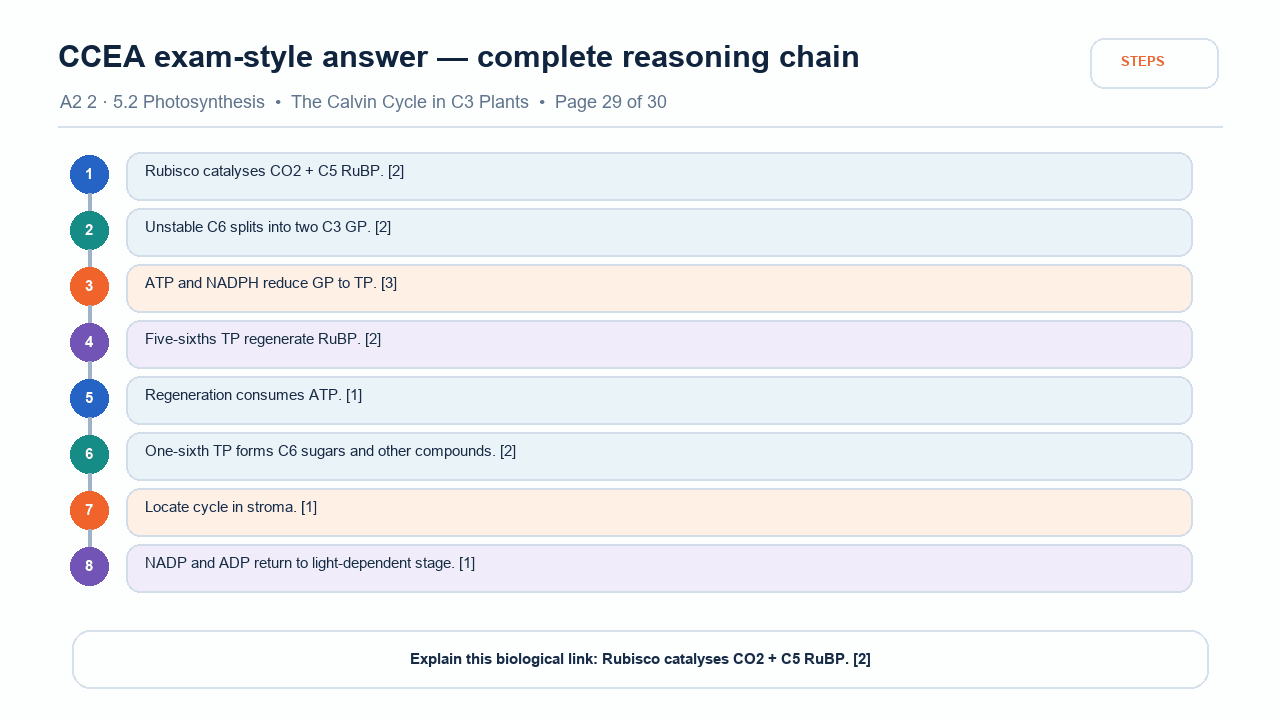 CCEA exam-style answer — complete reasoning chain
STEPS
A2 2 · 5.2 Photosynthesis • The Calvin Cycle in C3 Plants • Page 29 of 30
1 Rubisco catalyses CO2 + C5 RuBP. [2]
2 Unstable C6 splits into two C3 GP. [2]
3 ATP and NADPH reduce GP to TP. [3]
4 Five-sixths TP regenerate RuBP. [2]
5 Regeneration consumes ATP. [1]
6 One-sixth TP forms C6 sugars and other compounds. [2]
7 Locate cycle in stroma. [1]
8 NADP and ADP return to light-dependent stage. [1]
Explain this biological link: Rubisco catalyses CO2 + C5 RuBP. [2]